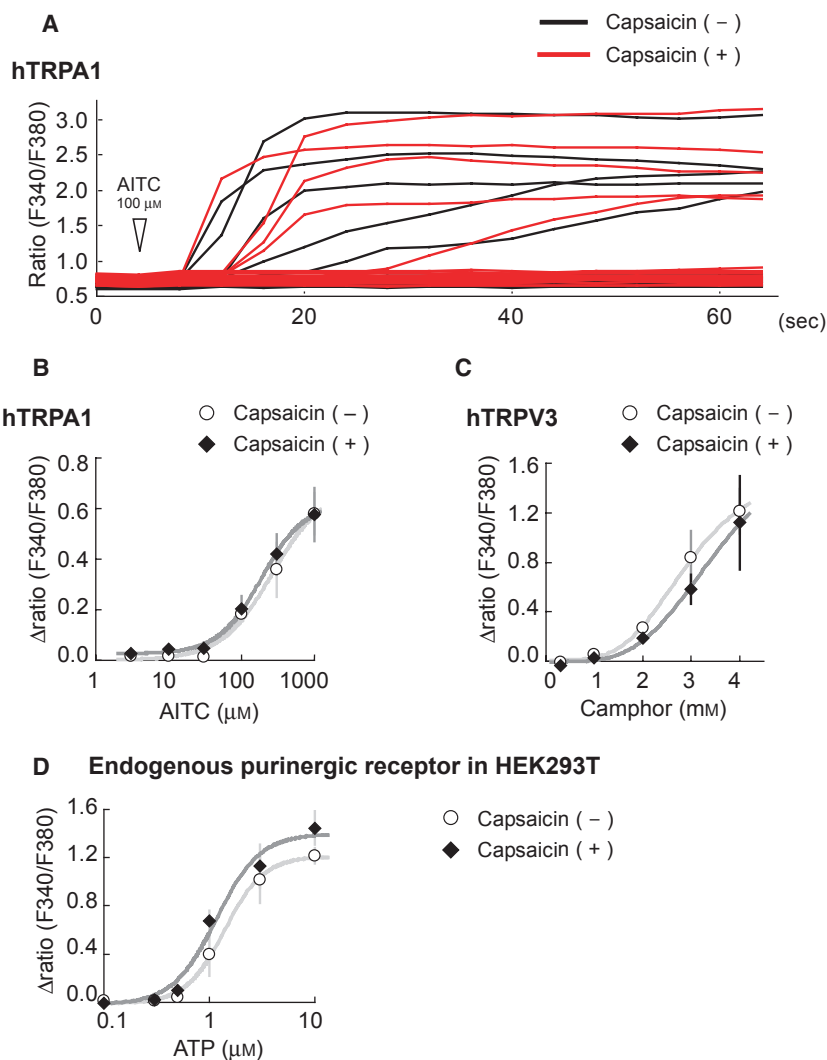 A
Capsaicin ( − )
Capsaicin ( + )
hTRPA1
Ratio (F340/F380)
3.0
2.5
2.0
1.5
1.0
0.5
AITC
100 μM
0
20
40
60
(sec)
B
hTRPA1
Capsaicin ( − )
Capsaicin ( + )
Δratio (F340/F380)
0.8
0.6
0.4
0.2
0.0
1
10
100
1000
AITC (μM)
C
hTRPV3
Capsaicin ( − )
Capsaicin ( + )
Δratio (F340/F380)
1.6
1.2
0.8
0.4
0.0
0
1
2
3
4
Camphor (mM)
D Endogenous purinergic receptor in HEK293T
Capsaicin ( − )
Capsaicin ( + )
Δratio (F340/F380)
1.6
1.2
0.8
0.4
0.0
0.1
1
10
ATP (μM)